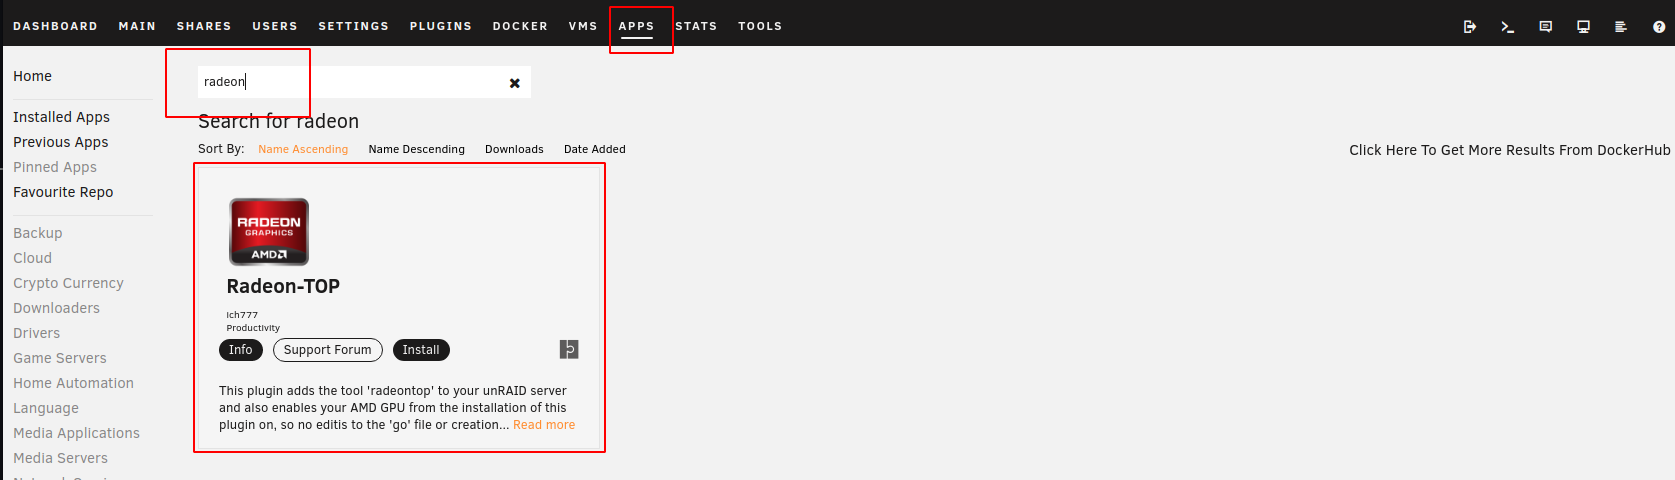 DASHBOARD MAIN SHARES USERS SETTINGS PLUGINS DOCKER VMS APPS STATS TOOLS
Home
Installed Apps
Previous Apps
Pinned Apps
Favourite Repo
Backup
Cloud
Crypto Currency
Downloaders
Drivers
Game Servers
Home Automation
Language
Media Applications
Media Servers
radeon
Search for radeon
Sort By: Name Ascending Name Descending Downloads Date Added
Click Here To Get More Results From DockerHub
RADEON
GRAPHICS
AMD
Radeon-TOP
ich777
Productivity
Info Support Forum Install
This plugin adds the tool 'radeontop' to your unRAID server
and also enables your AMD GPU from the installation of this
plugin on, so no editis to the 'go' file or creation... Read more